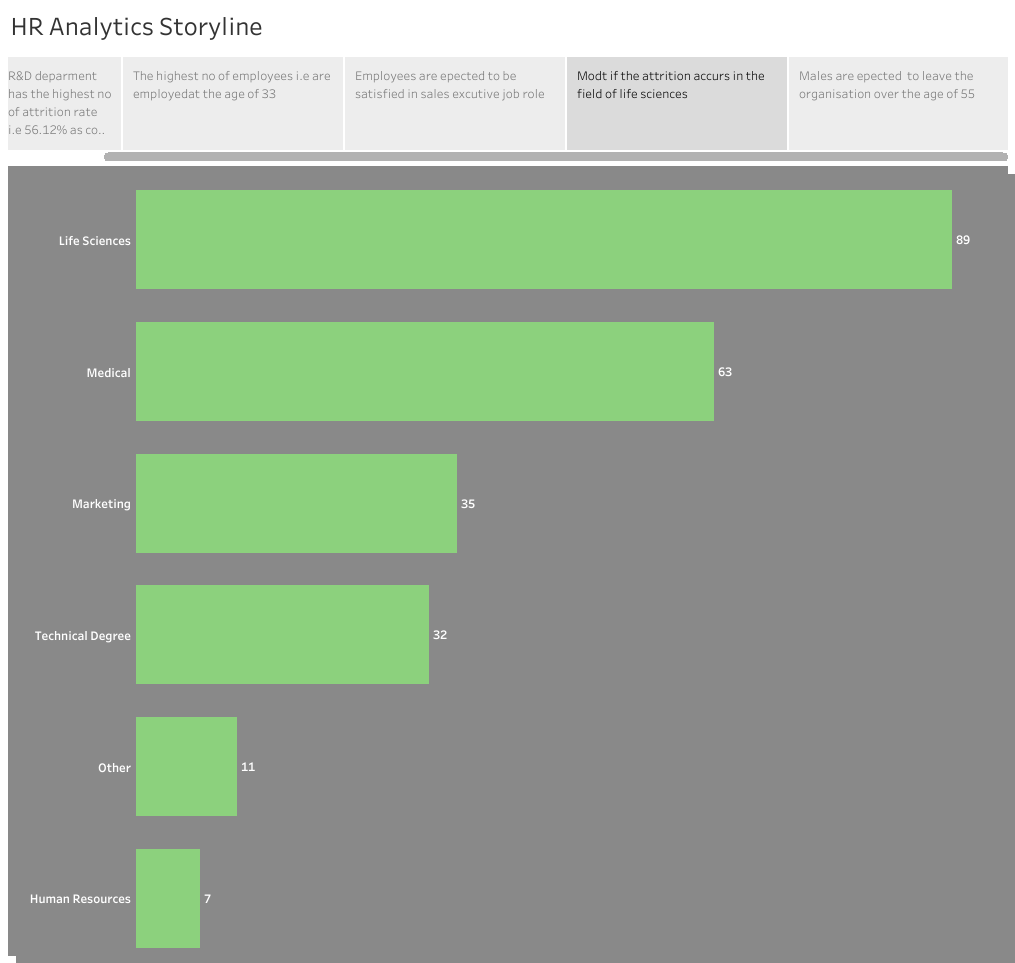 HR Analytics Storyline
R&D deparment
has the highest no
of attrition rate
i.e 56.12% as co..
The highest no of employees i.e are
employedat the age of 33
Employees are epected to be
satisfied in sales excutive job role
Modt if the attrition accurs in the
field of life sciences
Males are epected  to leave the
organisation over the age of 55
Life Sciences 89
Medical 63
Marketing 35
Technical Degree 32
Other 11
Human Resources 7